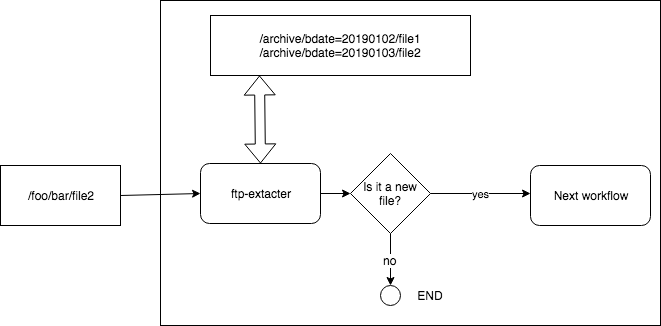 /archive/bdate=20190102/file1
/archive/bdate=20190103/file2
/foo/bar/file2
ftp-extacter
Is it a new
file?
yes
Next workflow
no
END